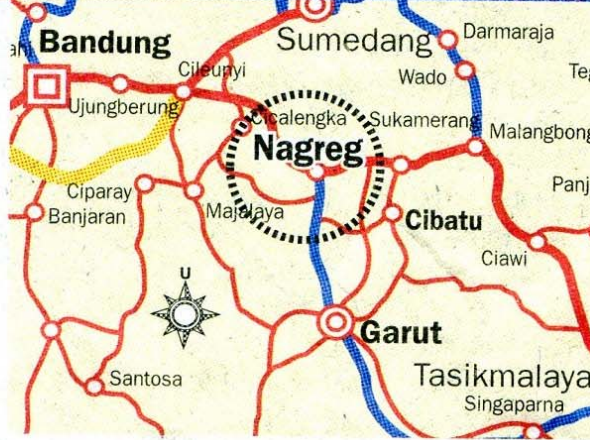 Bandung
Sumedang
Darmaraja
Cileunyi
Wado
Ujungberung
Cicalengka
Sukamerang
Malangbong
Nagreg
Ciparay
Majalaya
Banjaran
Cibatu
Ciawi
U
Garut
Santosa
Tasikmalaya
Singaparna